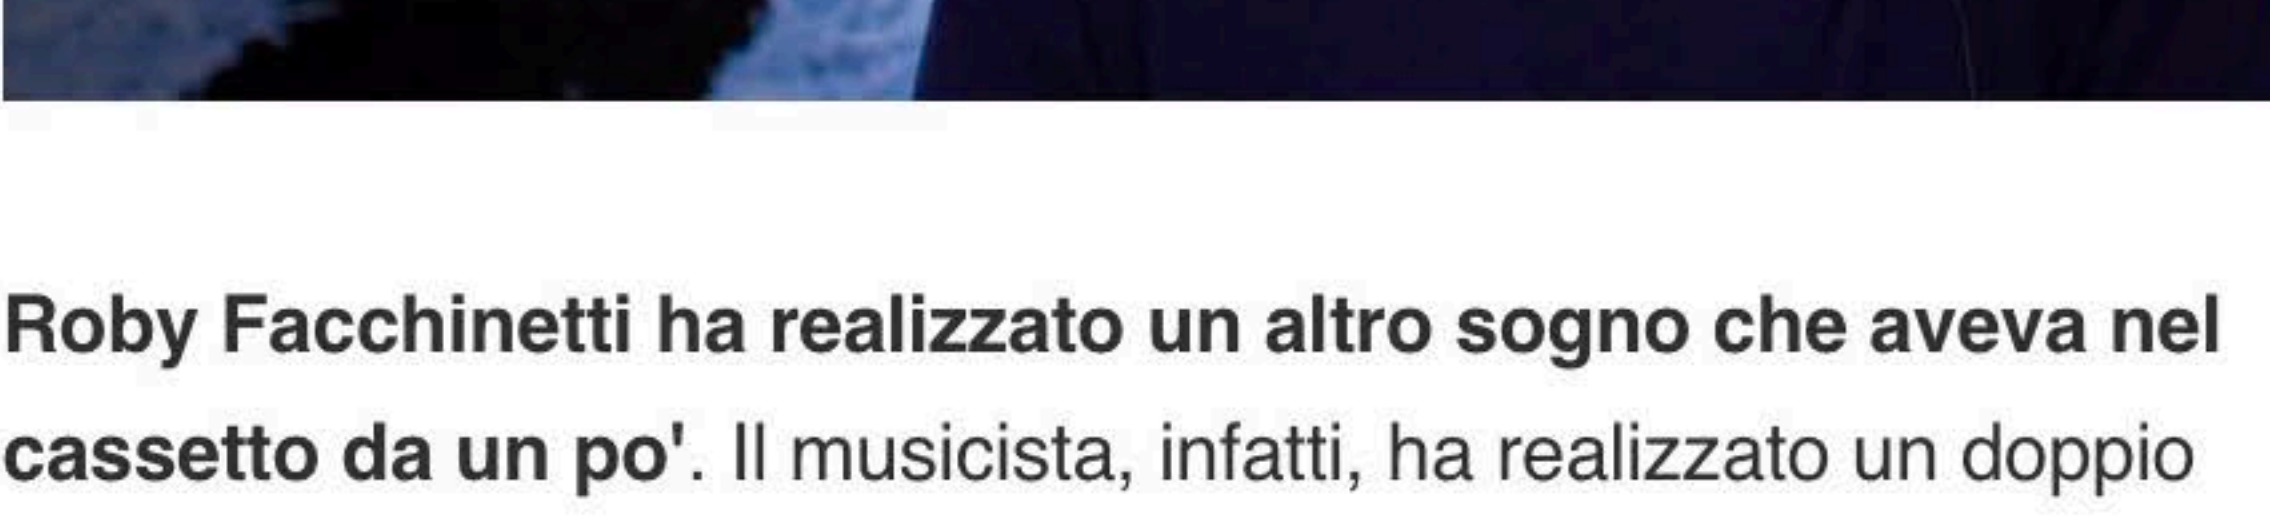 Roby Facchinetti ha realizzato un altro sogno che aveva nel
cassetto da un po'. Il musicista, infatti, ha realizzato un doppio